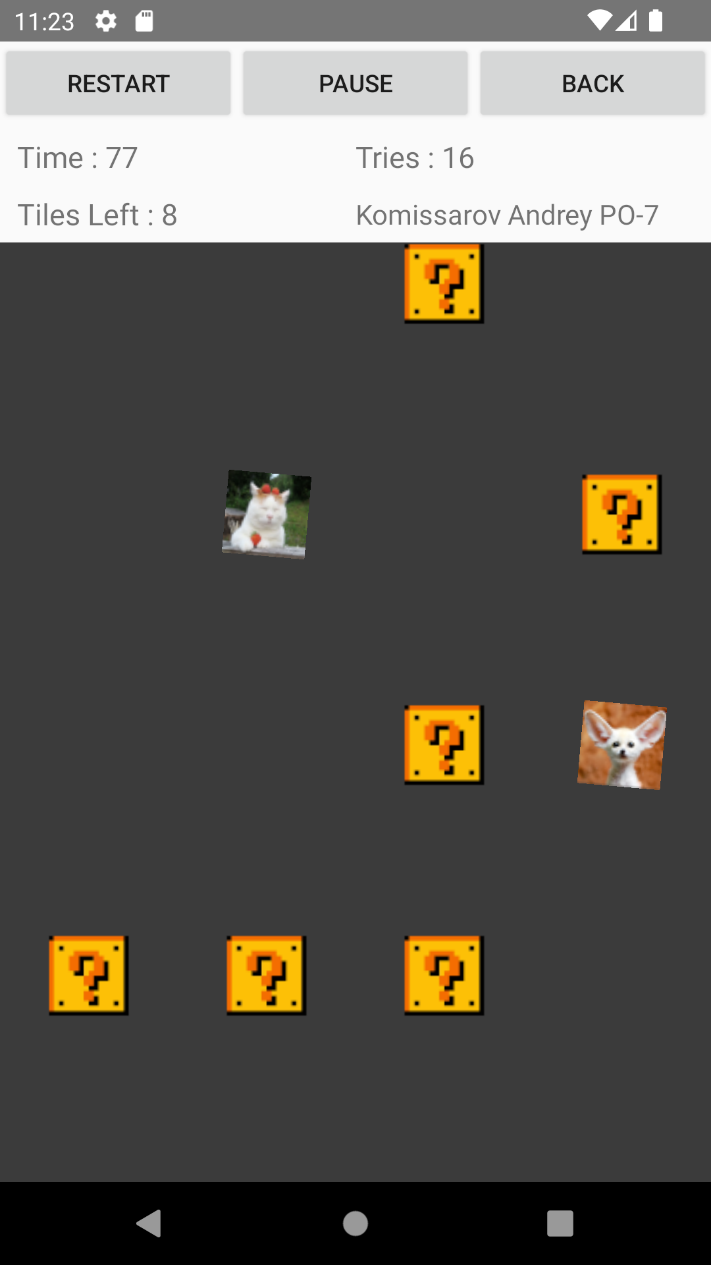 11:23
RESTART PAUSE BACK
Time : 77 Tries : 16
Tiles Left : 8 Komissarov Andrey PO-7
?
?
?
? ? ?